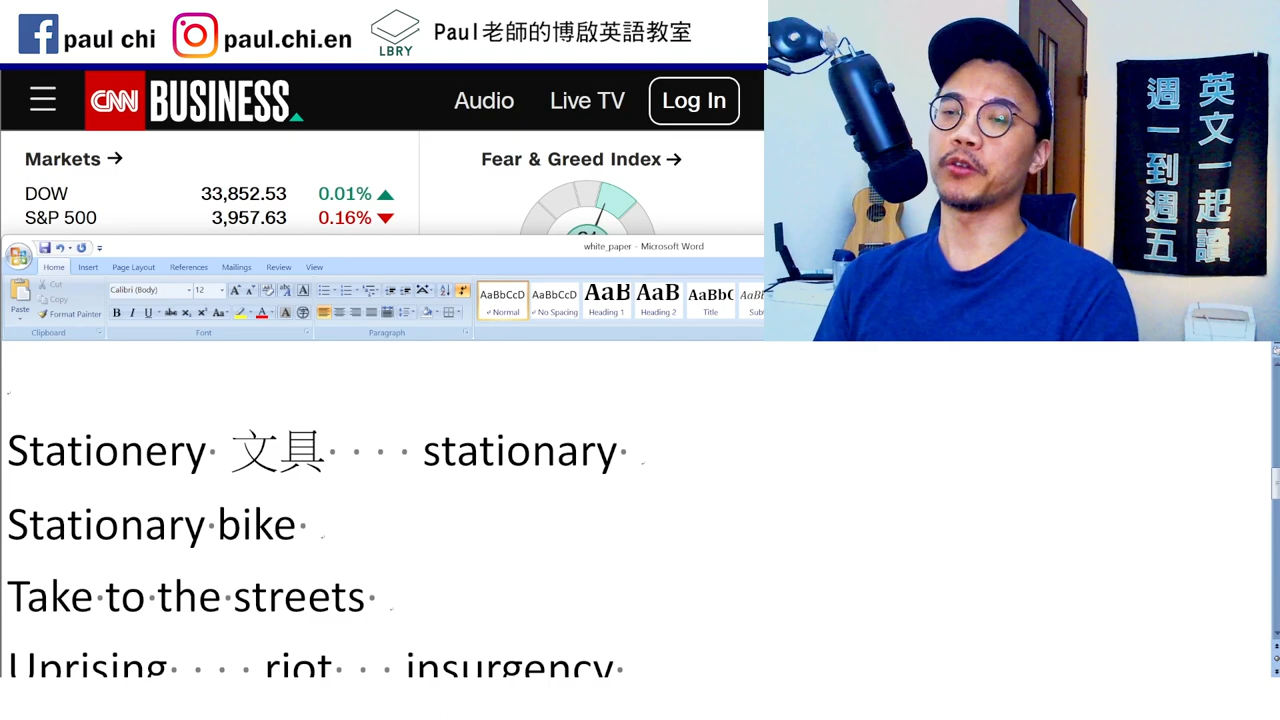 paul chi
paul.chi.en
LBRY
Paul老師的博啟英語教室
CNN BUSINESS
Audio
Live TV
Log In
Markets →
Fear & Greed Index →
DOW 33,852.53 0.01%
S&P 500 3,957.63 0.16%
英文一起讀
週一到週五
white_paper - Microsoft Word
Home Insert Page Layout References Mailings Review View
Paste
Cut
Copy
Format Painter
Calibri (Body) 12
AaBbCcD AaBbCcD AaBb AaB AaBbC
Normal No Spacing Heading 1 Heading 2 Title
Clipboard Font Paragraph
Stationery 文具 stationary
Stationary bike
Take to the streets
Uprising riot insurgency